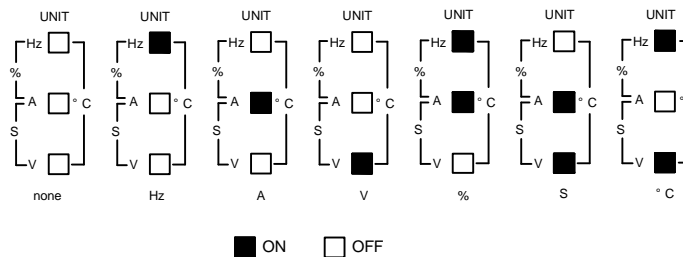 UNIT UNIT UNIT UNIT UNIT UNIT UNIT
Hz Hz Hz Hz Hz Hz Hz
% % % % % % %
A ° C A ° C A ° C A ° C A ° C A ° C A °
S S S S S S S
V V V V V V V
none Hz A V % S ° C
ON OFF